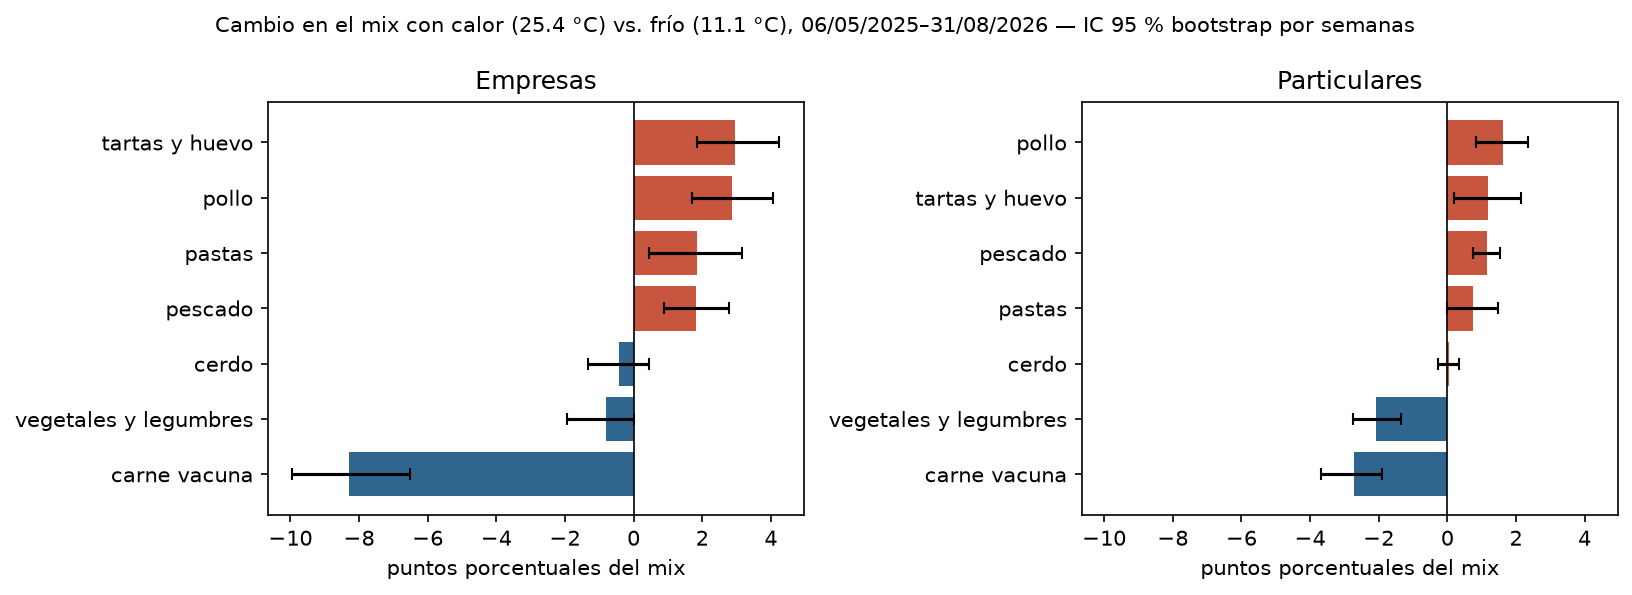 Cambio en el mix con calor (25.4 °C) vs. frío (11.1 °C), 06/05/2025–31/08/2026 — IC 95 % bootstrap por semanas
Empresas
tartas y huevo
pollo
pastas
pescado
cerdo
vegetales y legumbres
carne vacuna
−10 −8 −6 −4 −2 0 2 4
puntos porcentuales del mix
Particulares
pollo
tartas y huevo
pescado
pastas
cerdo
vegetales y legumbres
carne vacuna
−10 −8 −6 −4 −2 0 2 4
puntos porcentuales del mix